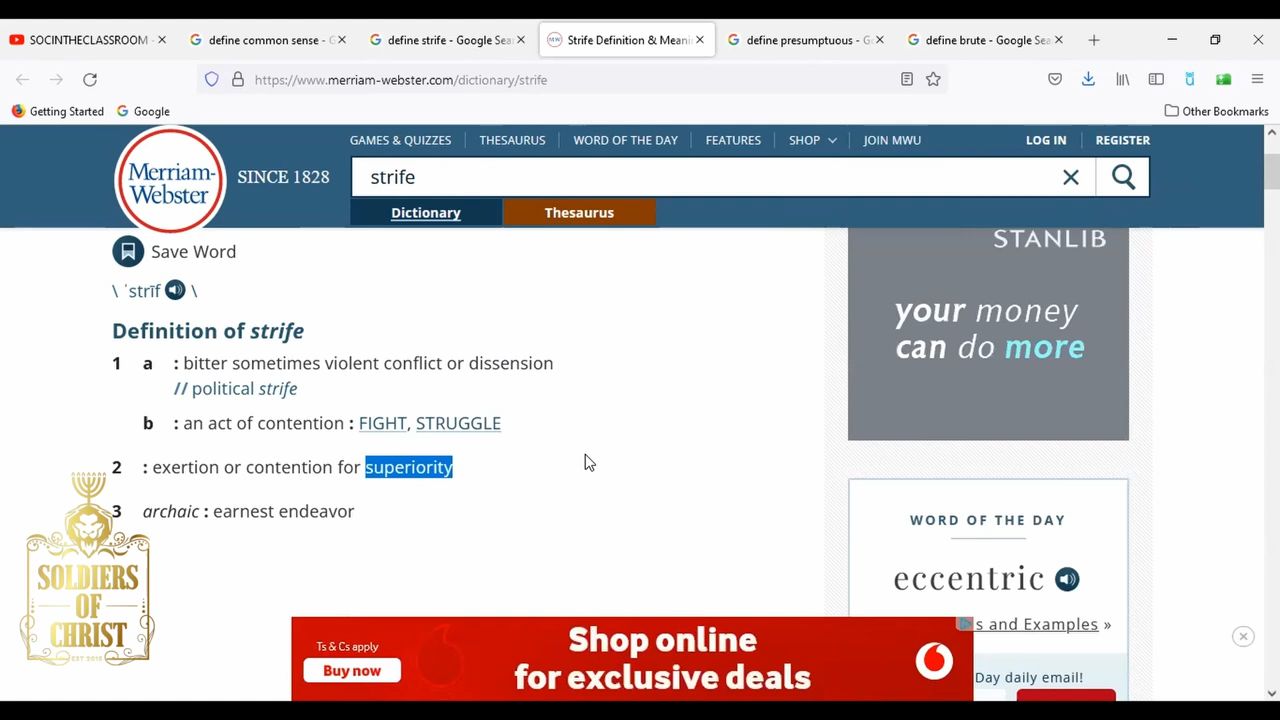 SOCINTHECLASSROOM -
define common sense - G
define strife - Google Sea
Strife Definition & Meani
define presumptuous - G
define brute - Google Sea
https://www.merriam-webster.com/dictionary/strife
Getting Started
Google
Other Bookmarks
GAMES & QUIZZES
THESAURUS
WORD OF THE DAY
FEATURES
SHOP
JOIN MWU
LOG IN
REGISTER
Merriam-
Webster
SINCE 1828
strife
Dictionary
Thesaurus
Save Word
\ ˈstrīf \
Definition of strife
1 a : bitter sometimes violent conflict or dissension
// political strife
b : an act of contention : FIGHT, STRUGGLE
2 : exertion or contention for superiority
3 archaic : earnest endeavor
STANLIB
your money
can do more
WORD OF THE DAY
eccentric
s and Examples »
Day daily email!
SOLDIERS
OF
CHRIST
Ts & Cs apply
Buy now
Shop online
for exclusive deals